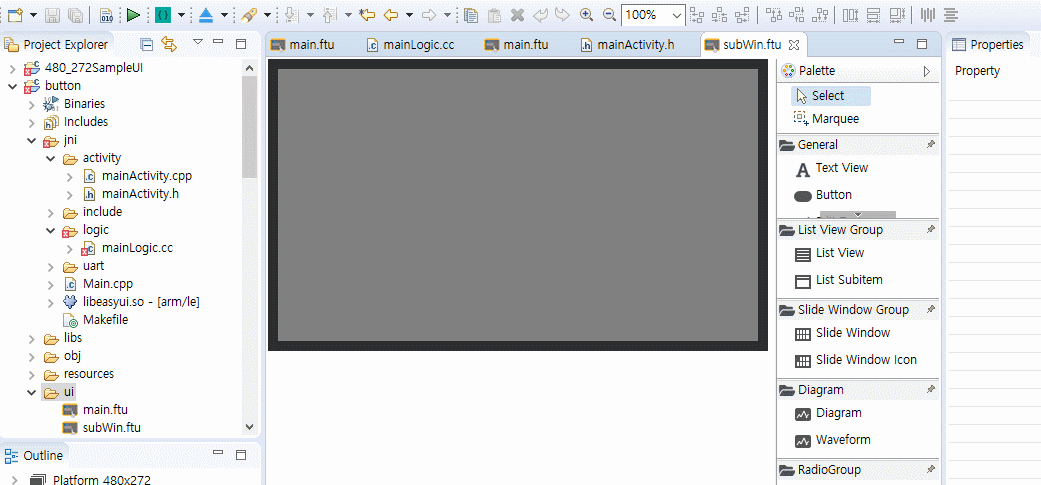 010
100%
Project Explorer
480_272SampleUI
button
Binaries
Includes
jni
activity
mainActivity.cpp
mainActivity.h
include
logic
mainLogic.cc
uart
Main.cpp
libeasyui.so - [arm/le]
Makefile
libs
obj
resources
ui
main.ftu
subWin.ftu
Outline
Platform 480x272
main.ftu
mainLogic.cc
main.ftu
mainActivity.h
subWin.ftu
Palette
Select
Marquee
General
Text View
Button
List View Group
List View
List Subitem
Slide Window Group
Slide Window
Slide Window Icon
Diagram
Diagram
Waveform
RadioGroup
Properties
Property